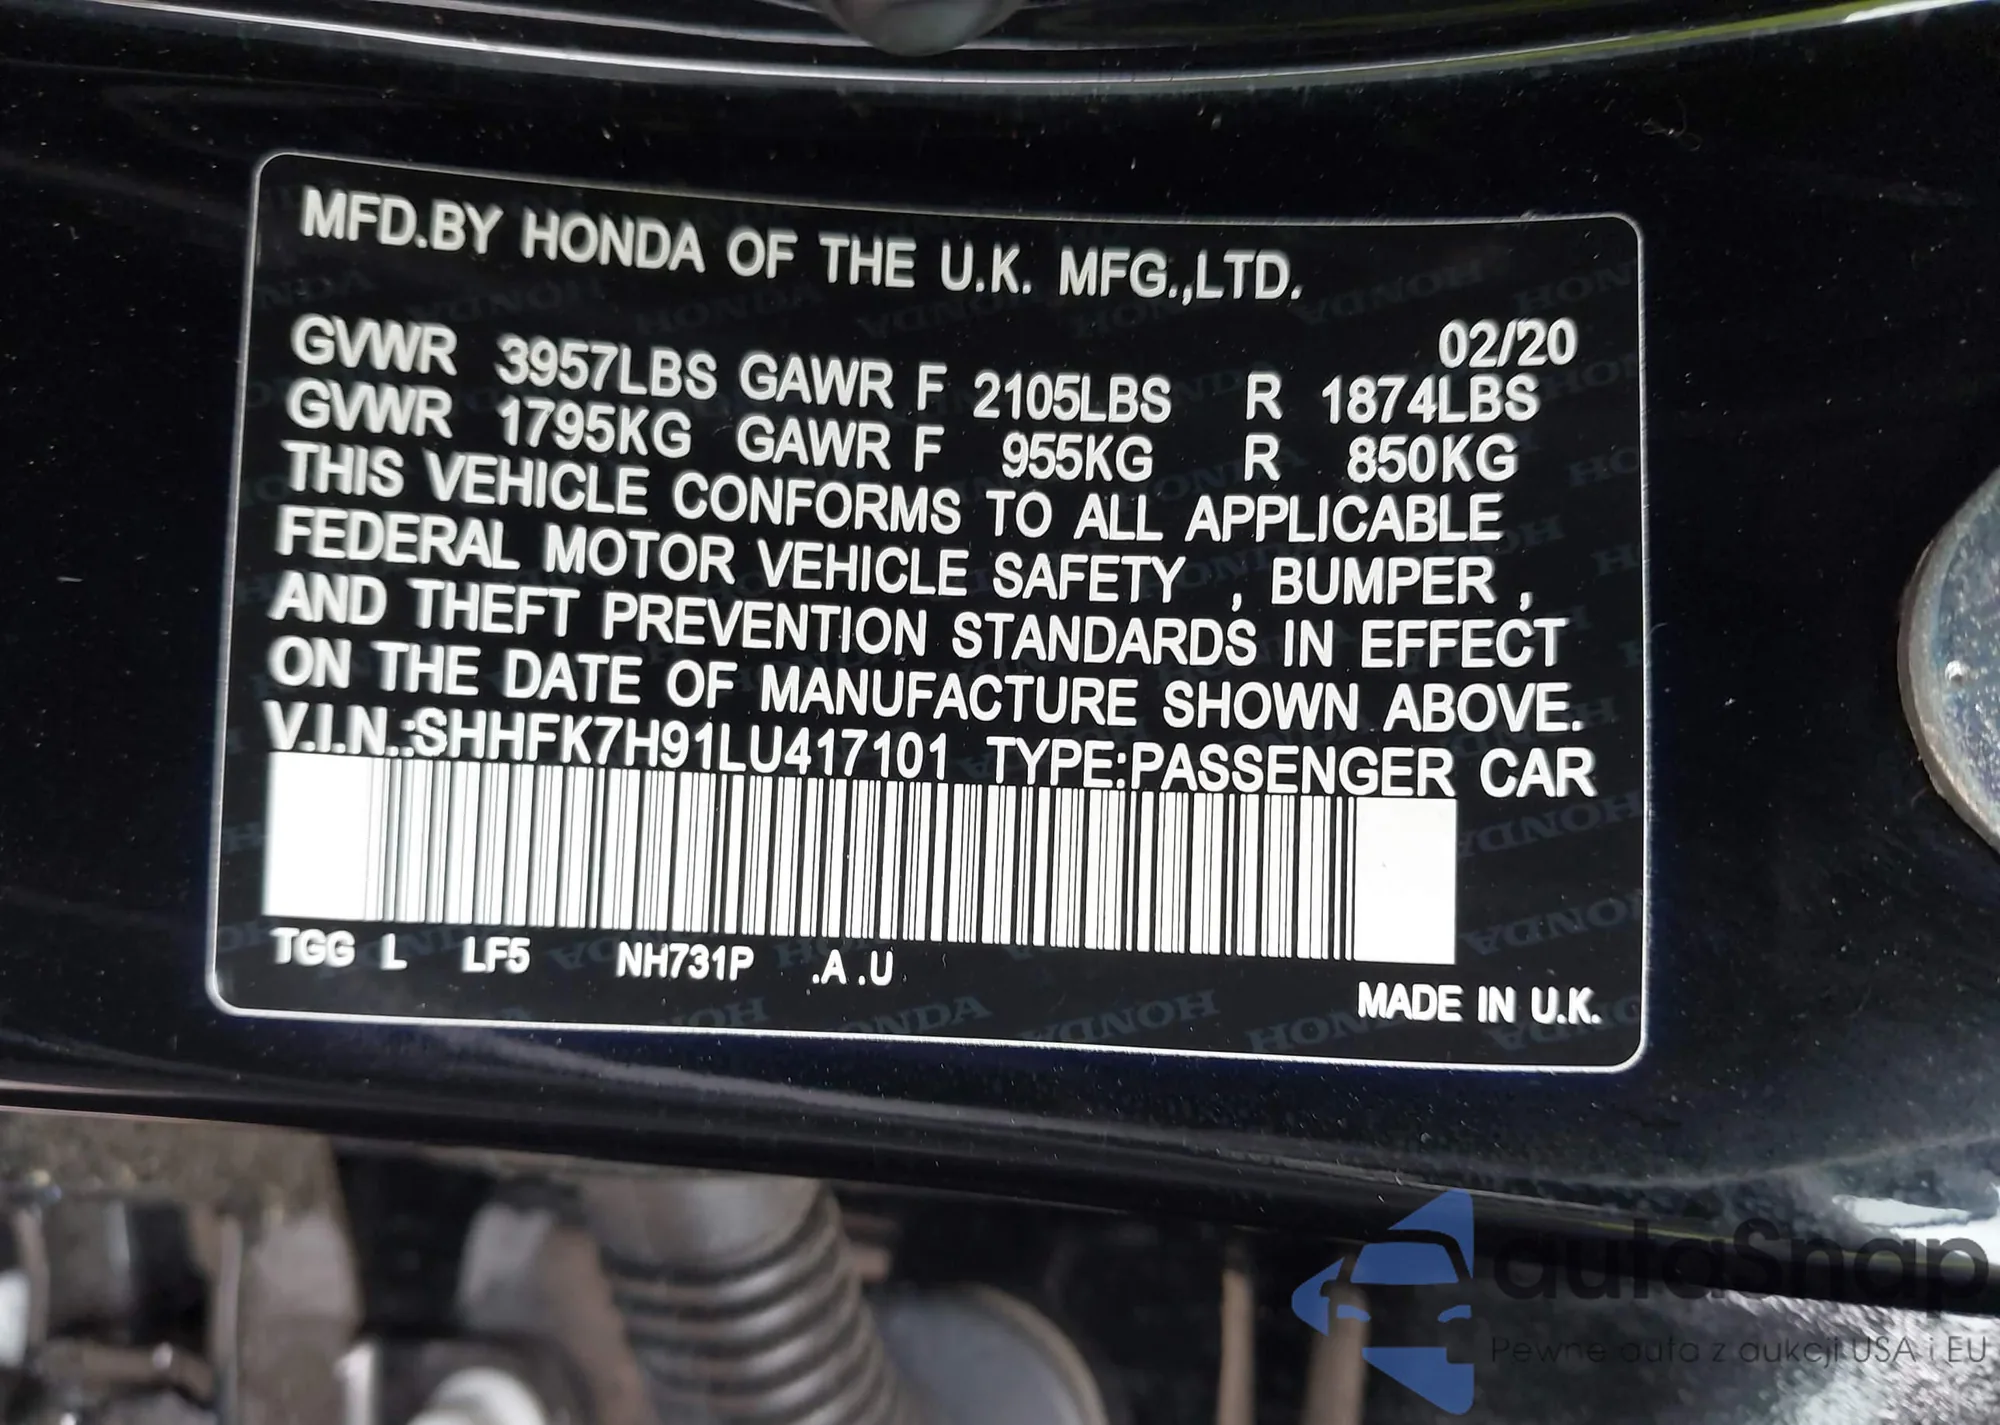 MFD.BY HONDA OF THE U.K. MFG.,LTD.
02/20
GVWR 3957LBS GAWR F 2105LBS R 1874LBS
GVWR 1795KG GAWR F 955KG R 850KG
THIS VEHICLE CONFORMS TO ALL APPLICABLE
FEDERAL MOTOR VEHICLE SAFETY , BUMPER ,
AND THEFT PREVENTION STANDARDS IN EFFECT
ON THE DATE OF MANUFACTURE SHOWN ABOVE.
V.I.N.:SHHFK7H91LU417101 TYPE:PASSENGER CAR
TGG L LF5 NH731P .A .U
MADE IN U.K.
autaSnap
Pewne auta z aukcji USA i EU